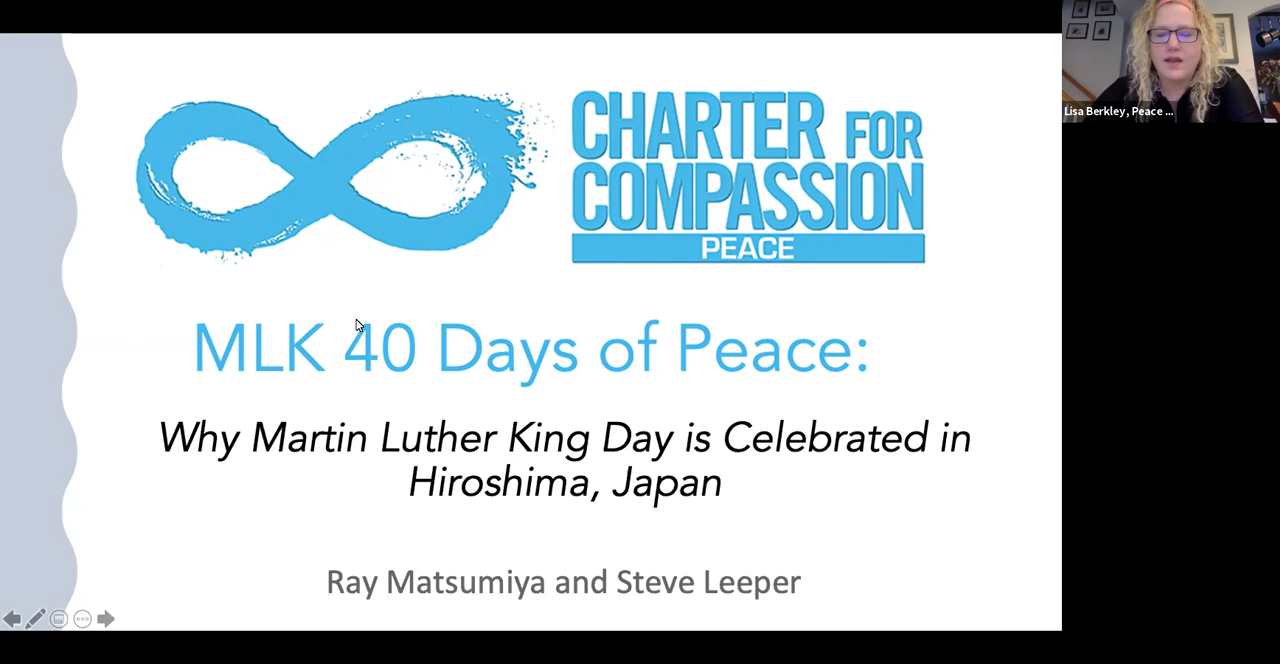 CHARTER FOR
COMPASSION
PEACE
Lisa Berkley, Peace ...
MLK 40 Days of Peace:
Why Martin Luther King Day is Celebrated in
Hiroshima, Japan
Ray Matsumiya and Steve Leeper